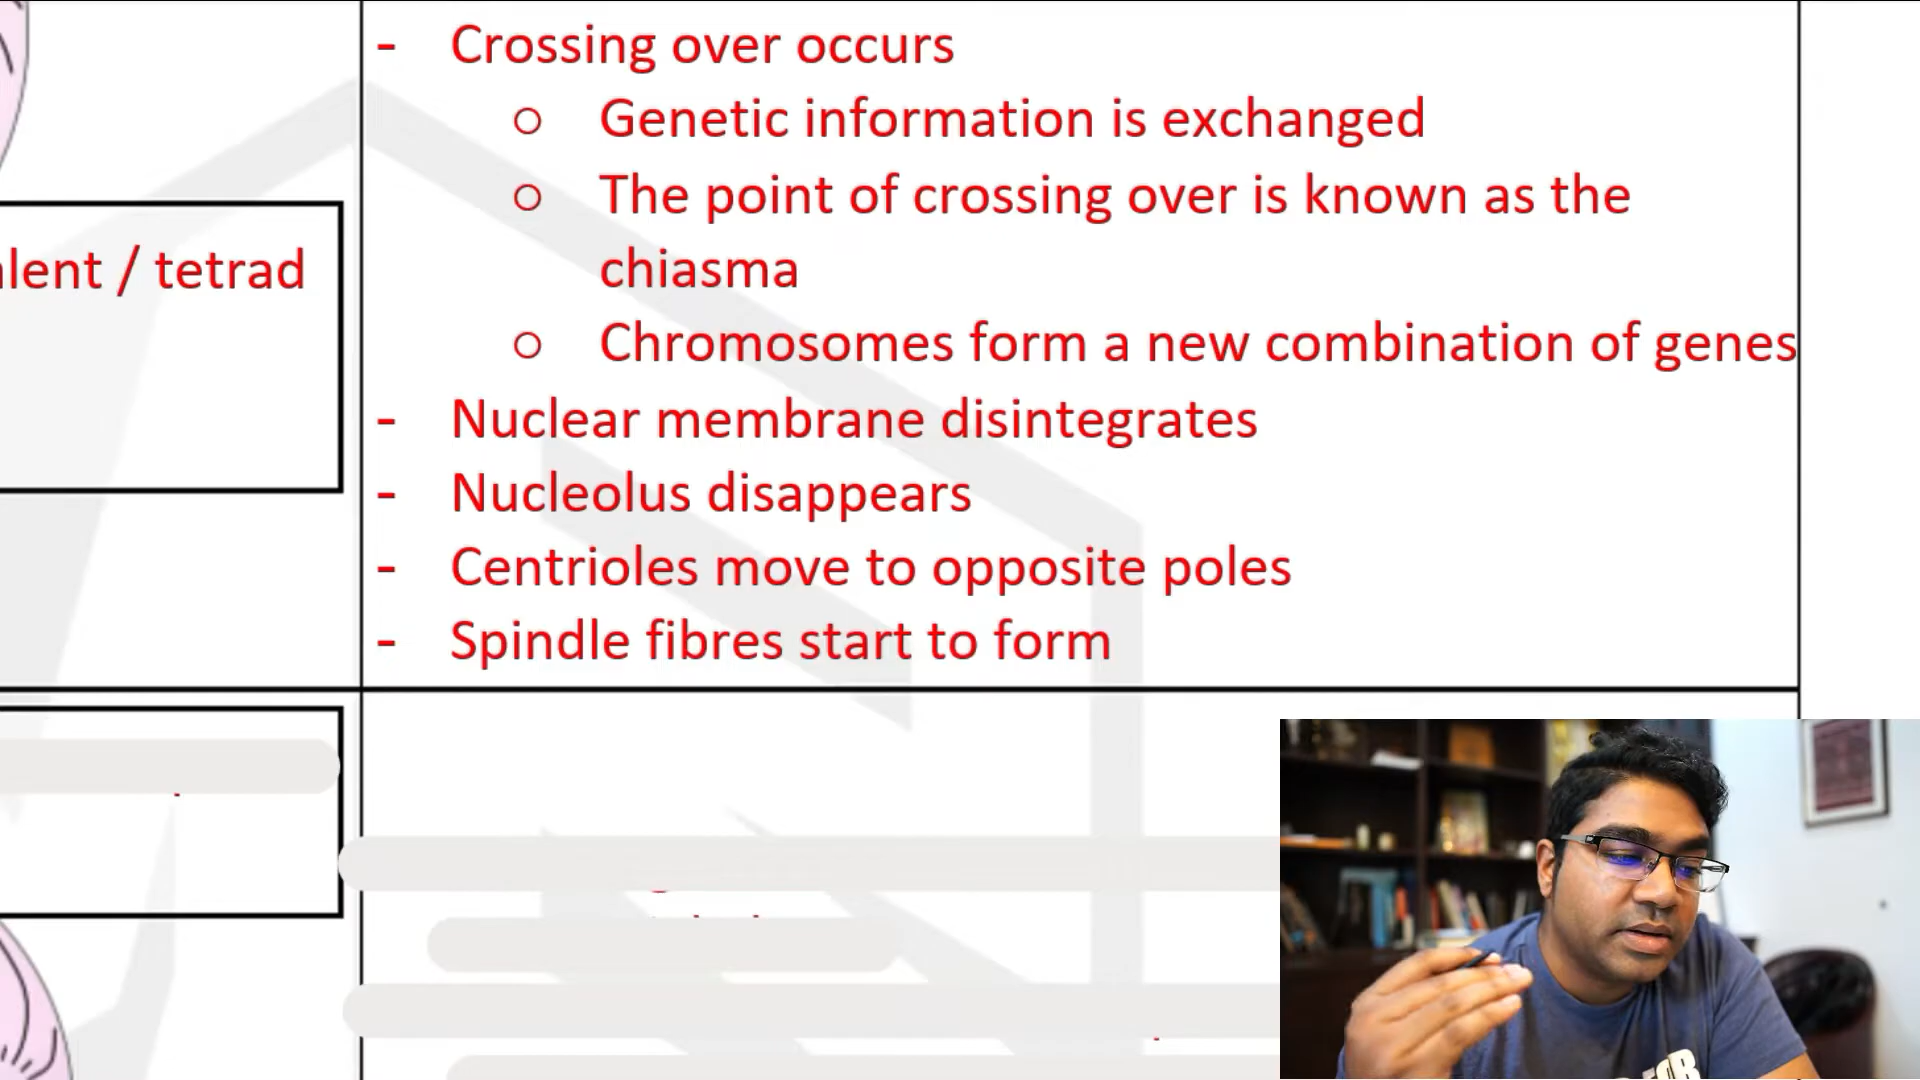 - Crossing over occurs
○ Genetic information is exchanged
○ The point of crossing over is known as the
chiasma
○ Chromosomes form a new combination of genes
- Nuclear membrane disintegrates
- Nucleolus disappears
- Centrioles move to opposite poles
- Spindle fibres start to form
/ tetrad